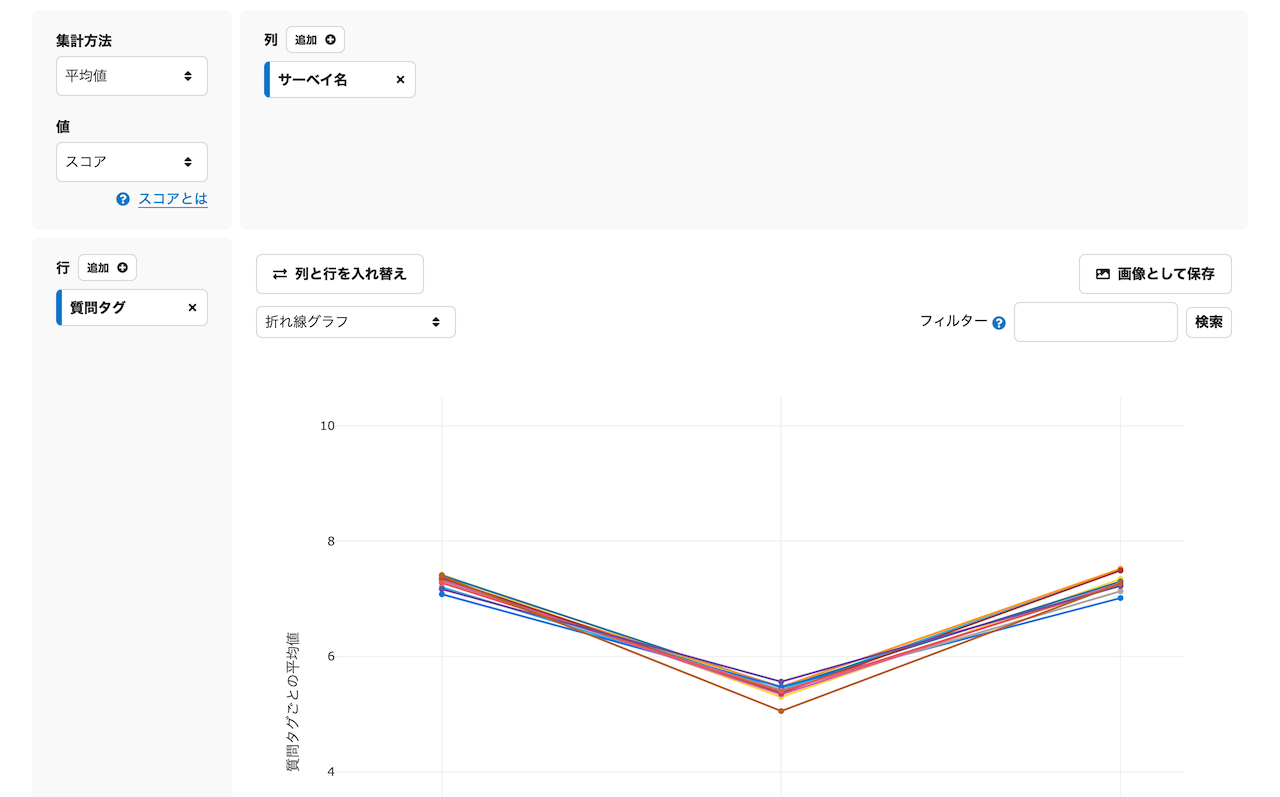 集計方法
平均値
値
スコア
スコアとは
列 追加
サーベイ名
行 追加
質問タグ
列と行を入れ替え
画像として保存
折れ線グラフ
フィルター
検索
10
8
6
4
質問タグごとの平均値